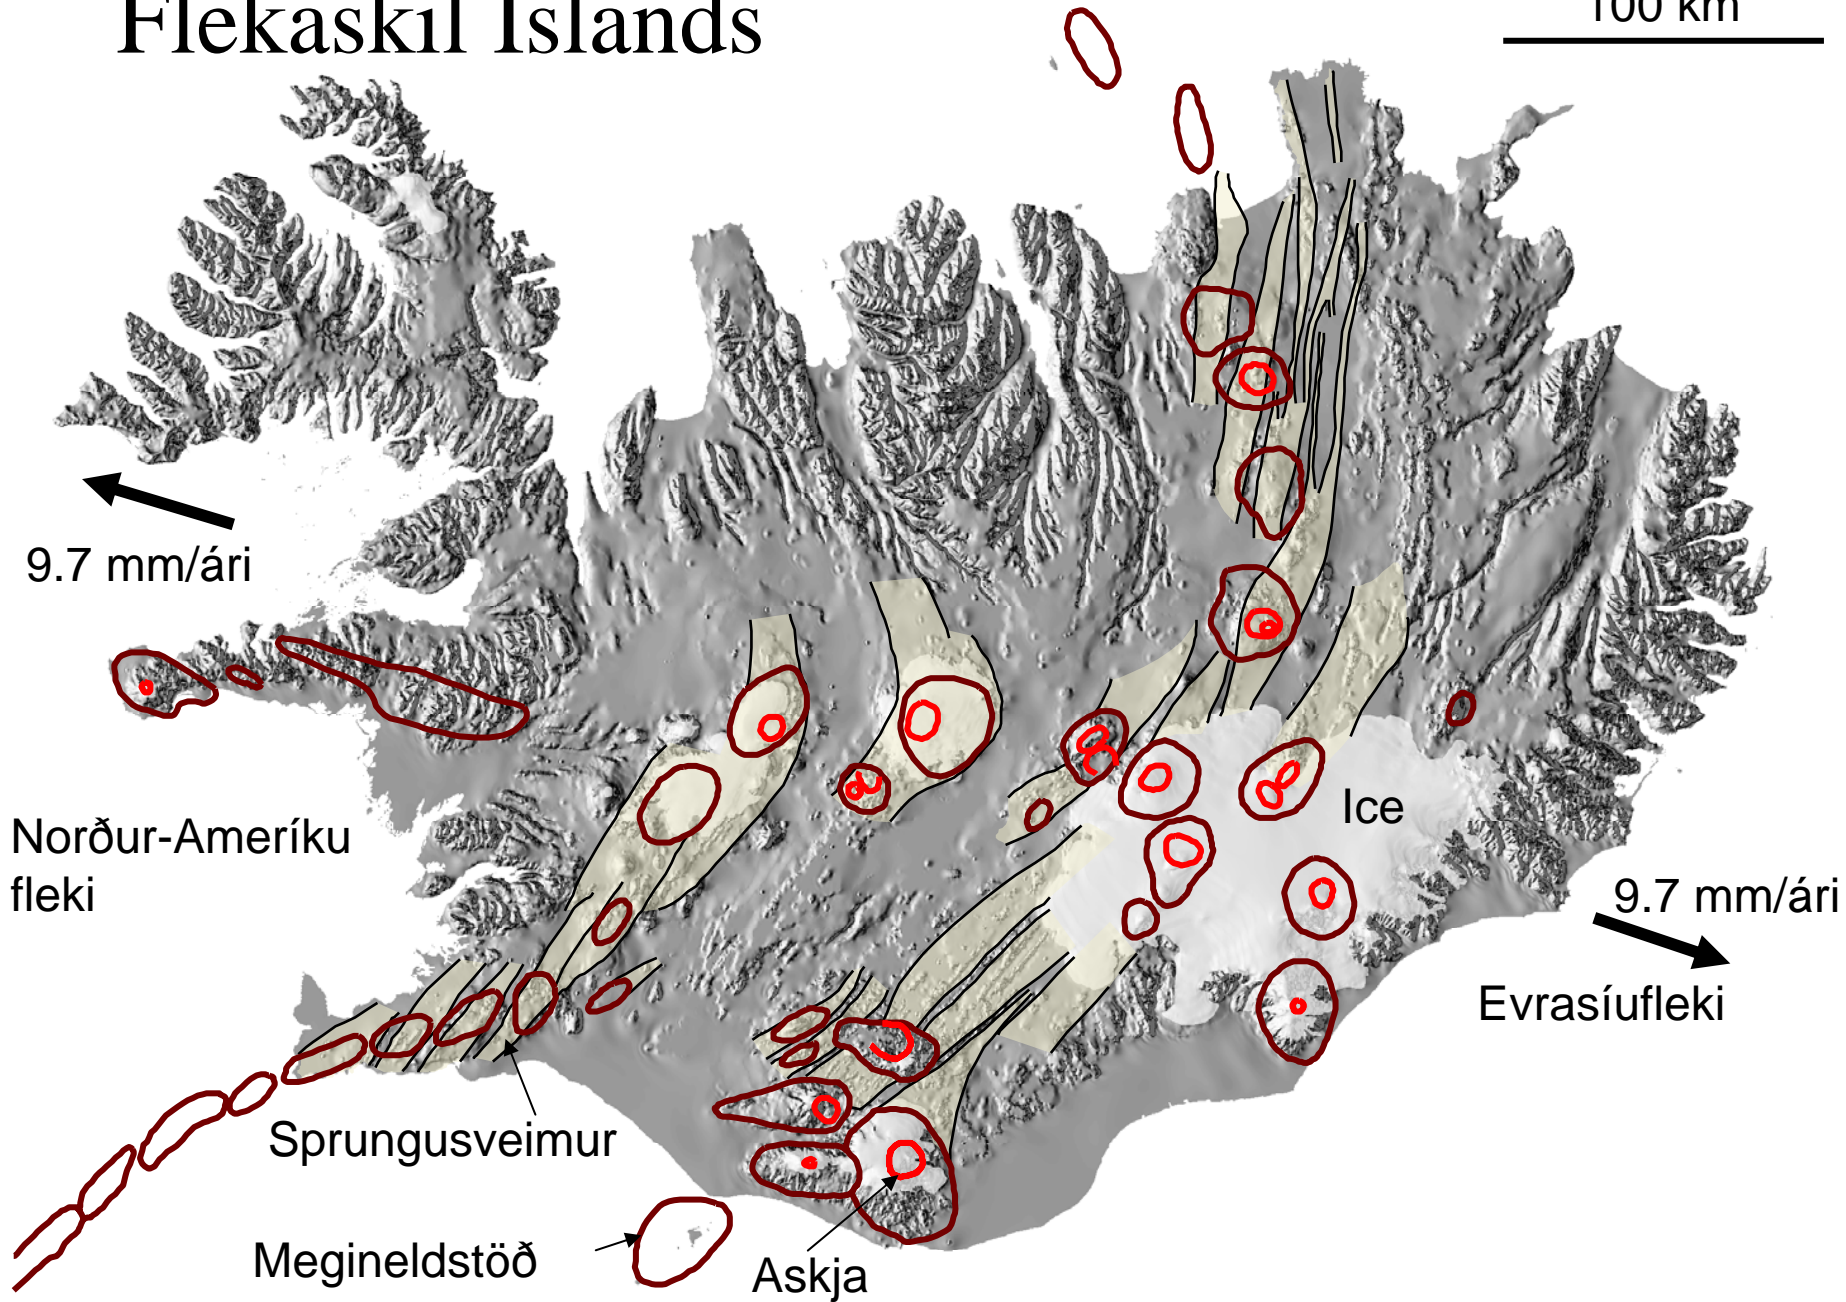 Flekaskil Íslands
100 km
9.7 mm/ári
Norður-Ameríku
fleki
Ice
9.7 mm/ári
Evrasíufleki
Sprungusveimur
Megineldstöð
Askja